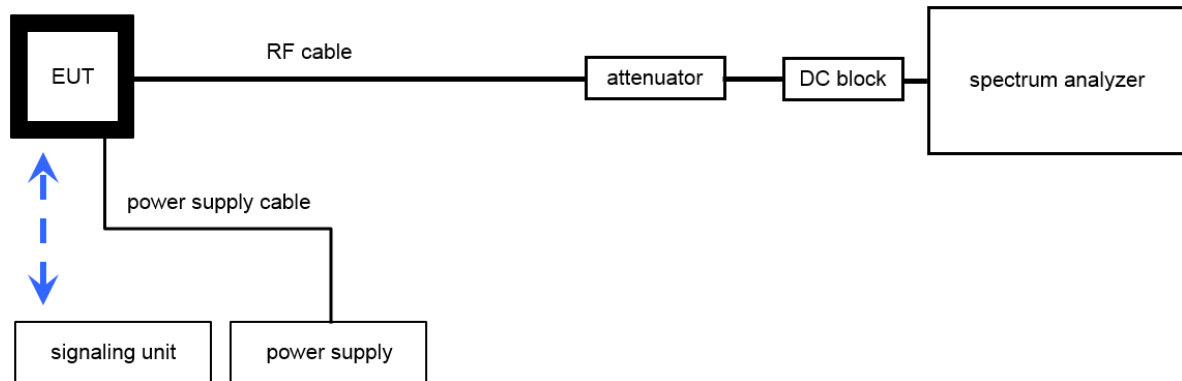 RF cable
EUT
attenuator
DC block
spectrum analyzer
power supply cable
signaling unit
power supply